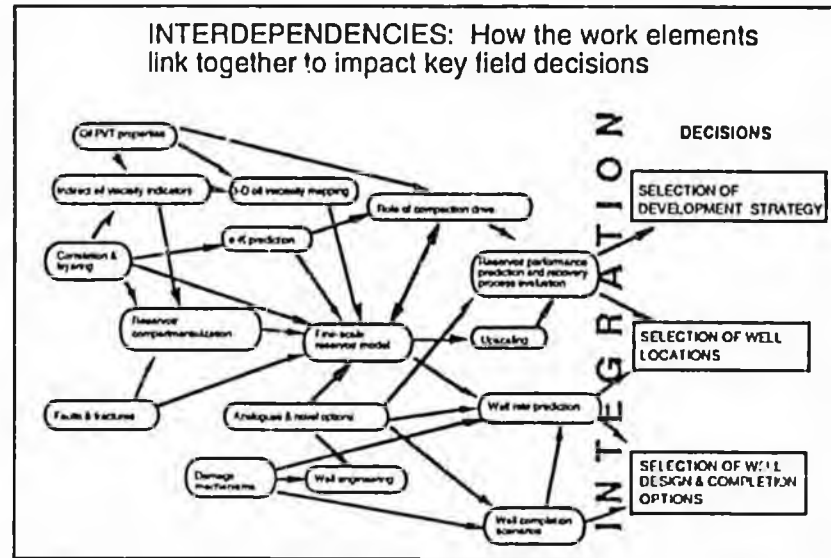 INTERDEPENDENCIES: How the work elements
link together to impact key field decisions
DECISIONS
INTEGRATION
Oil PVT properties
Indirect oil viscosity indicators
3-D oil viscosity mapping
Role of compaction drive
prediction
Correlation &
layering
Reservoir
compartmentalization
Fine-scale
reservoir model
Upscaling
Reservoir performance
prediction and recovery
process evaluation
Faults & fractures
Analogues & novel options
Well rate prediction
Damage
mechanisms
Well engineering
Well completion
scenarios
SELECTION OF
DEVELOPMENT STRATEGY
SELECTION OF WELL
LOCATIONS
SELECTION OF WELL
DESIGN & COMPLETION
OPTIONS